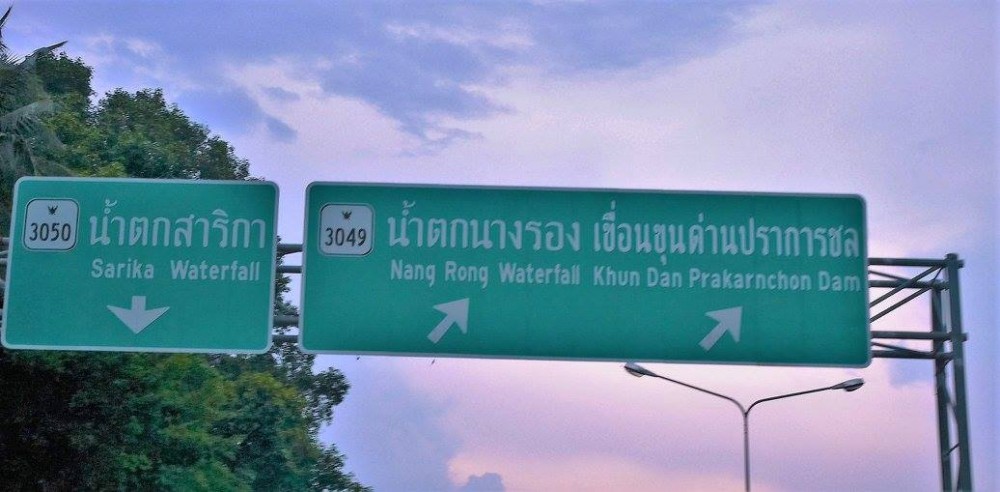 3050 น้ำตกสาริกา
Sarika Waterfall
3049 น้ำตกนางรอง เขื่อนขุนด่านปราการชล
Nang Rong Waterfall Khun Dan Prakarnchon Dam